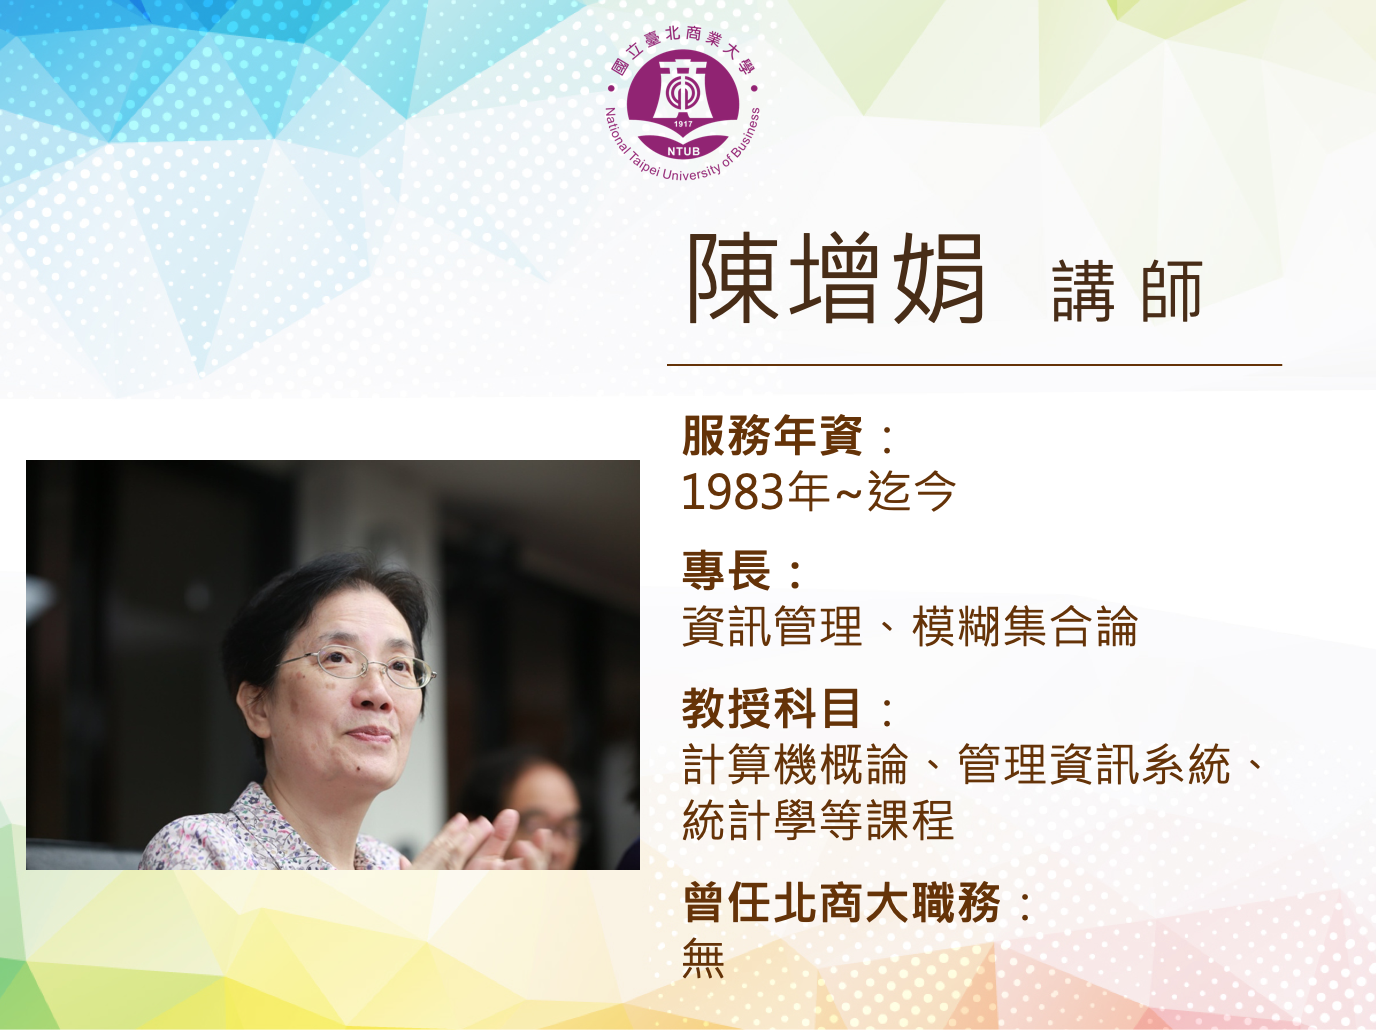 國立臺北商業大學
1917
NTUB
National Taipei University of Business
陳增娟 講師
服務年資：
1983年~迄今
專長：
資訊管理、模糊集合論
教授科目：
計算機概論、管理資訊系統、
統計學等課程
曾任北商大職務：
無